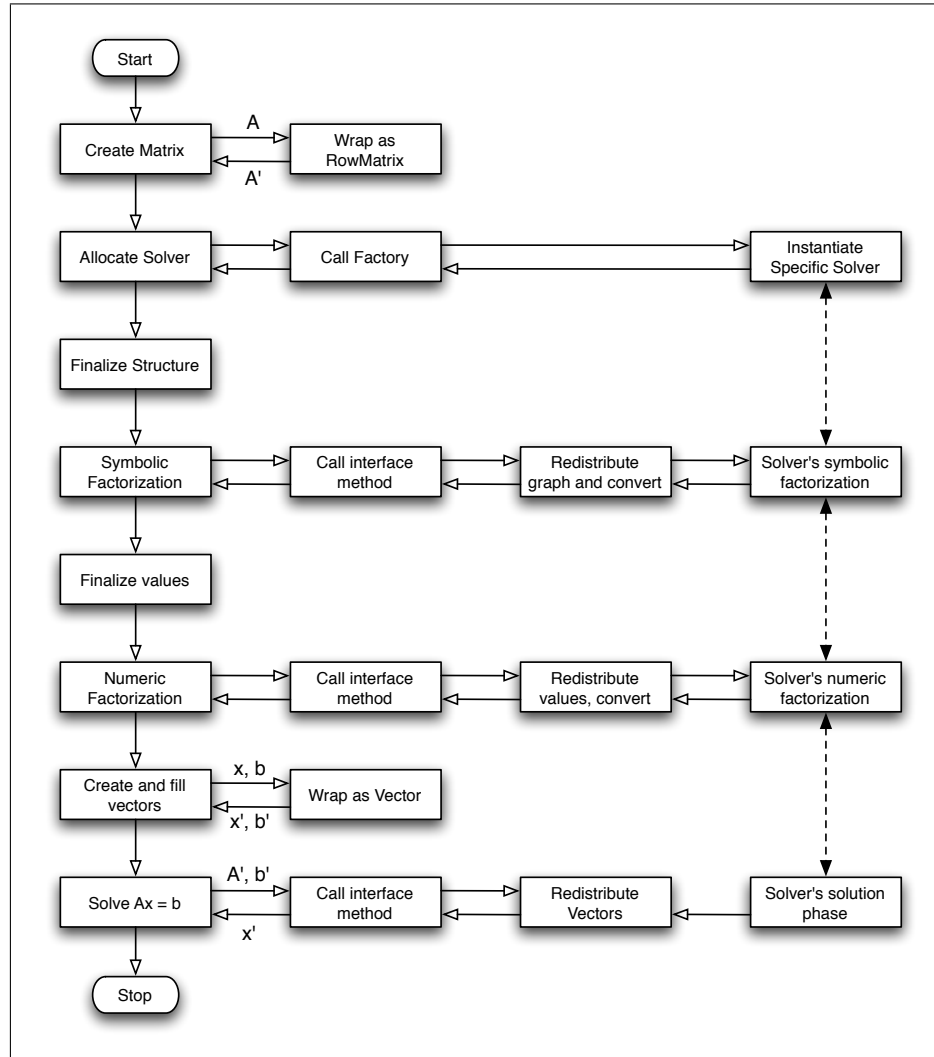 Start
Create Matrix
A
A'
Wrap as
RowMatrix
Allocate Solver
Call Factory
Instantiate
Specific Solver
Finalize Structure
Symbolic
Factorization
Call interface
method
Redistribute
graph and convert
Solver's symbolic
factorization
Finalize values
Numeric
Factorization
Call interface
method
Redistribute
values, convert
Solver's numeric
factorization
Create and fill
vectors
x, b
x', b'
Wrap as Vector
Solve Ax = b
A', b'
x'
Call interface
method
Redistribute
Vectors
Solver's solution
phase
Stop